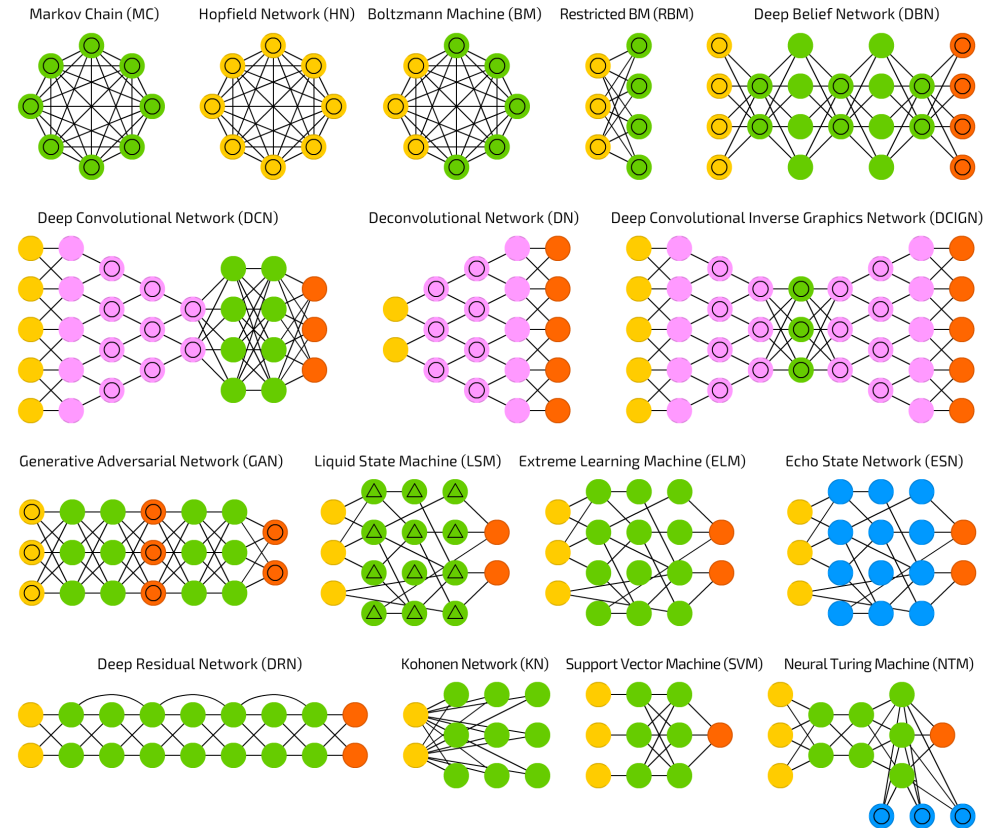 Markov Chain (MC)
Hopfield Network (HN)
Boltzmann Machine (BM)
Restricted BM (RBM)
Deep Belief Network (DBN)
Deep Convolutional Network (DCN)
Deconvolutional Network (DN)
Deep Convolutional Inverse Graphics Network (DCIGN)
Generative Adversarial Network (GAN)
Liquid State Machine (LSM)
Extreme Learning Machine (ELM)
Echo State Network (ESN)
Deep Residual Network (DRN)
Kohonen Network (KN)
Support Vector Machine (SVM)
Neural Turing Machine (NTM)